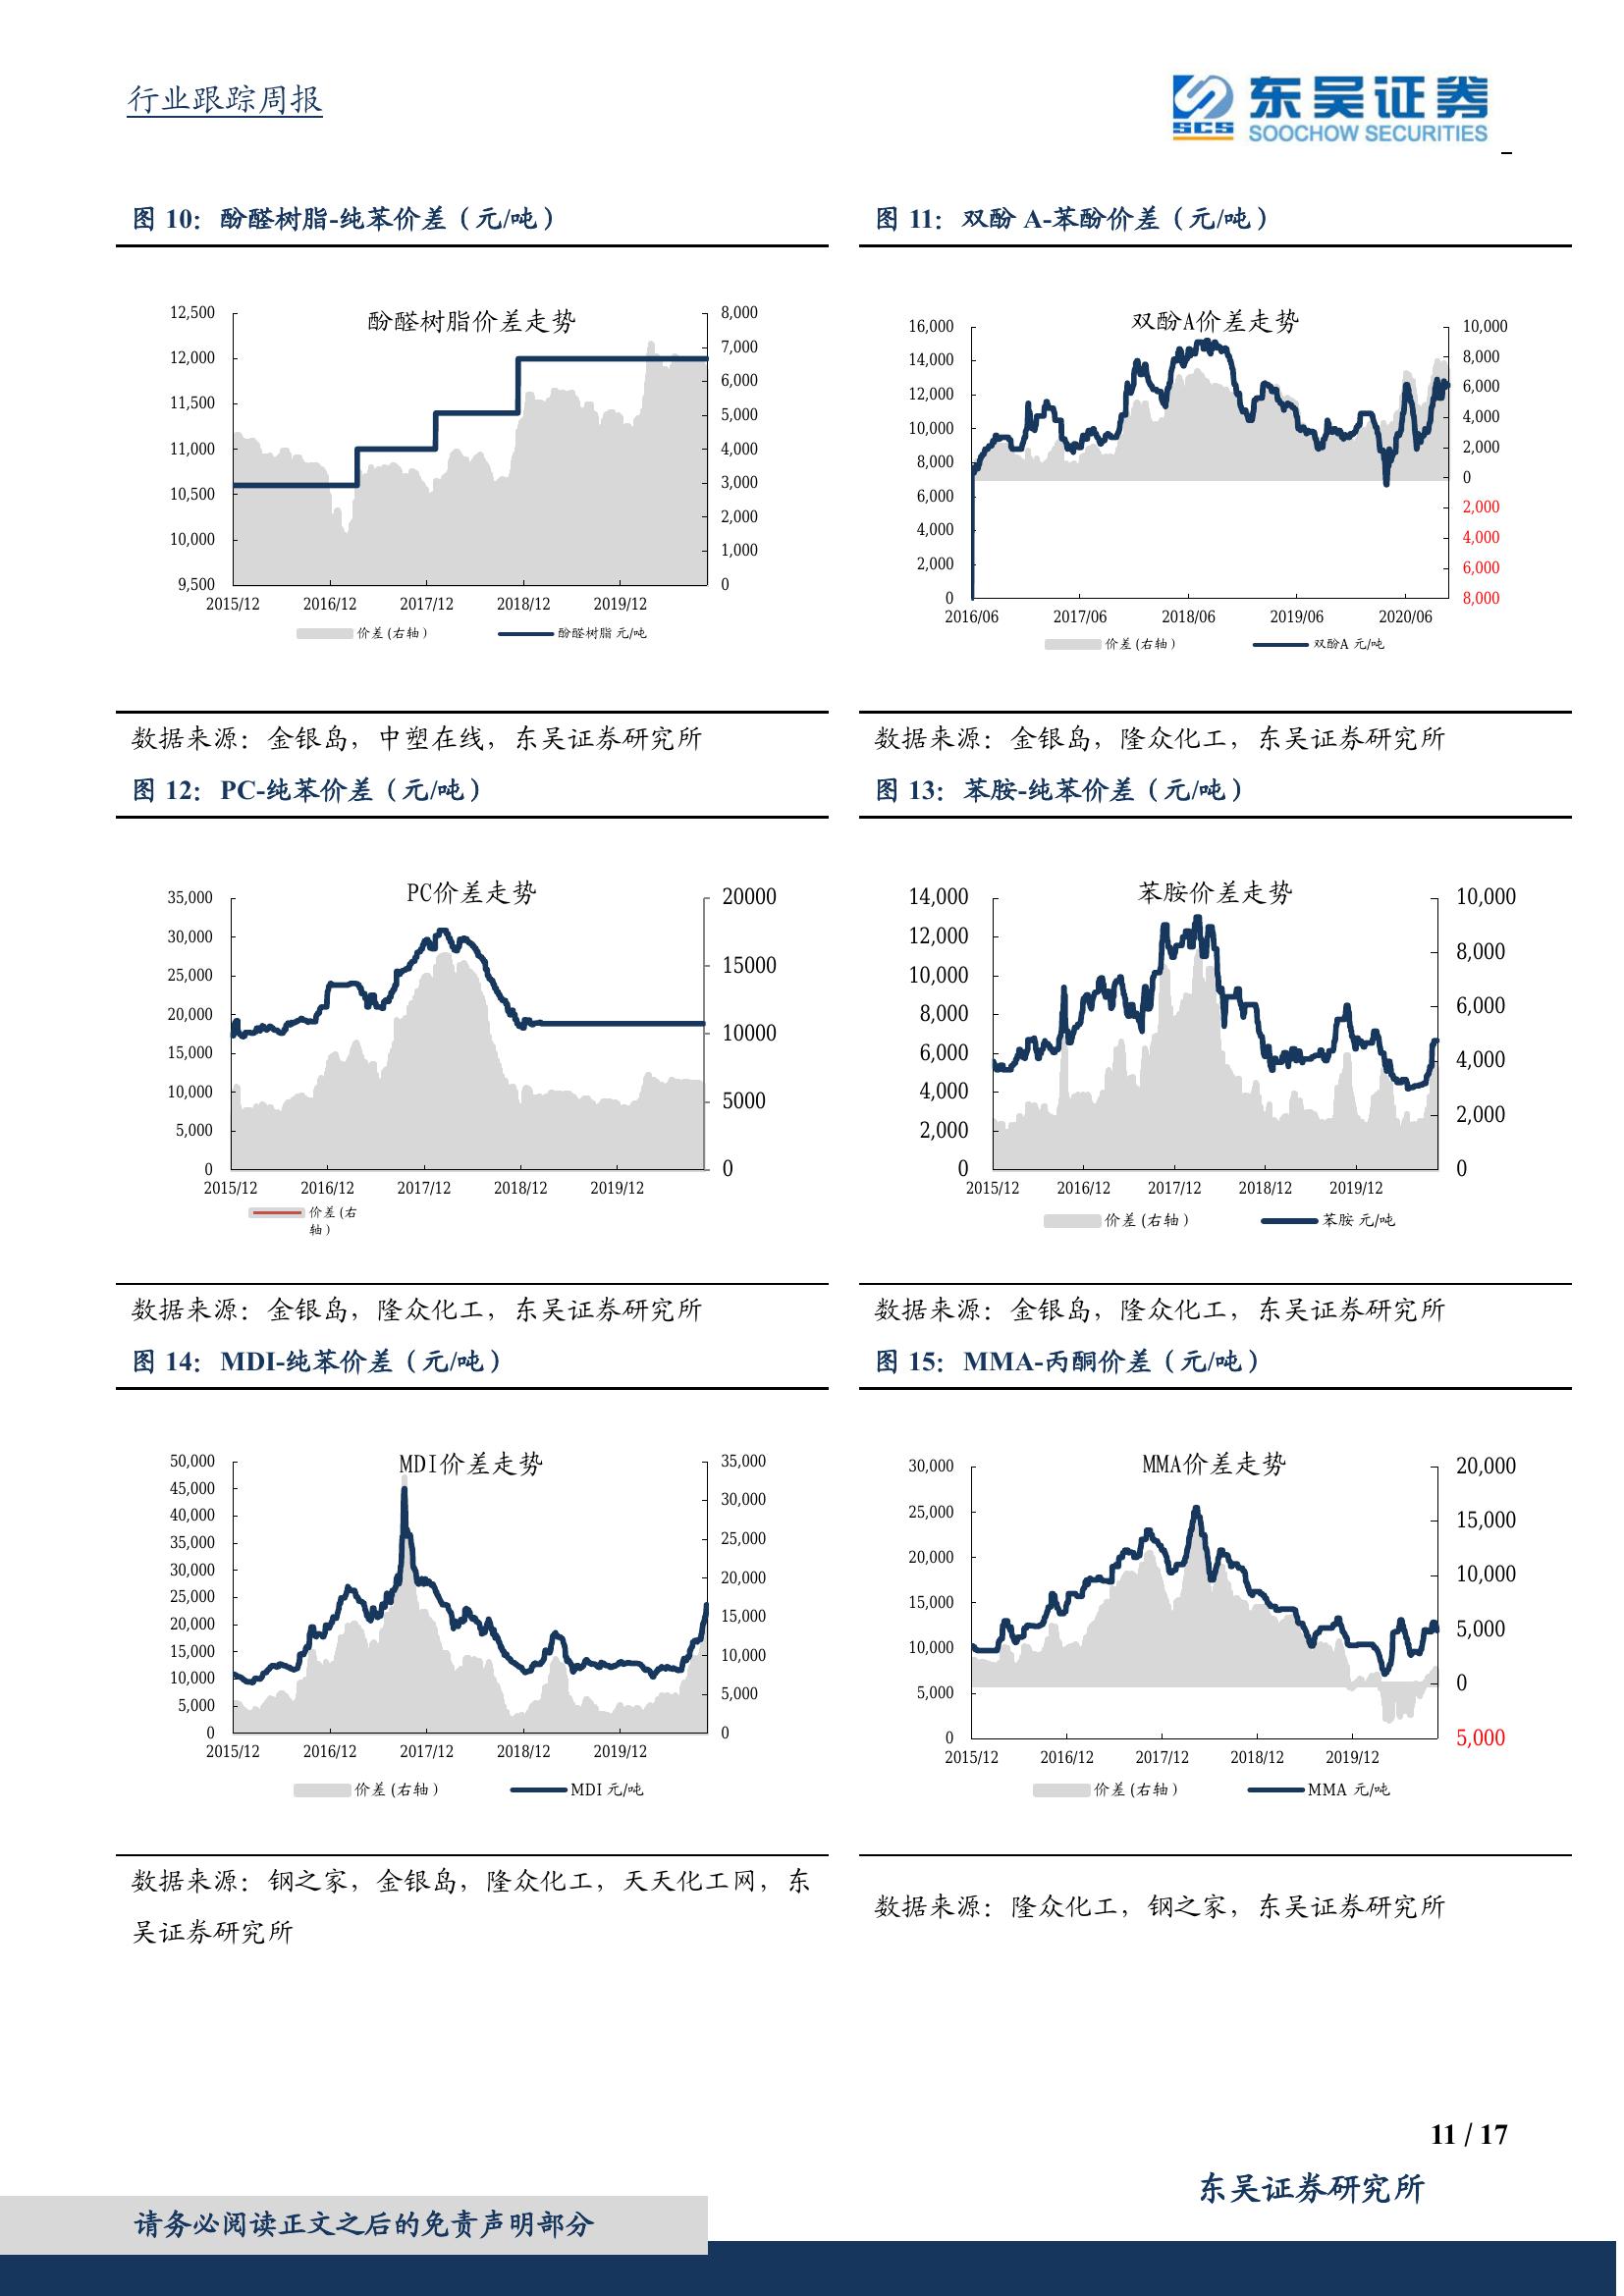 行业跟踪周报
东吴证券
SCS
SOOCHOW SECURITIES
图 10： 酚醛树脂-纯苯价差（元/吨）
酚醛树脂价差走势
12,500
12,000
11,500
11,000
10,500
10,000
9,500
8,000
7,000
6,000
5,000
4,000
3,000
2,000
1,000
0
2015/12 2016/12 2017/12 2018/12 2019/12
价差(右轴) 酚醛树脂 元/吨
数据来源：金银岛，中塑在线，东吴证券研究所
图 11： 双酚 A-苯酚价差（元/吨）
双酚A价差走势
16,000
14,000
12,000
10,000
8,000
6,000
4,000
2,000
0
10,000
8,000
6,000
4,000
2,000
0
2,000
4,000
6,000
8,000
2016/06 2017/06 2018/06 2019/06 2020/06
价差(右轴) 双酚A 元/吨
数据来源：金银岛，隆众化工，东吴证券研究所
图 12： PC-纯苯价差（元/吨）
PC价差走势
35,000
30,000
25,000
20,000
15,000
10,000
5,000
0
20000
15000
10000
5000
0
2015/12 2016/12 2017/12 2018/12 2019/12
价差(右
轴)
数据来源：金银岛，隆众化工，东吴证券研究所
图 13： 苯胺-纯苯价差（元/吨）
苯胺价差走势
14,000
12,000
10,000
8,000
6,000
4,000
2,000
0
10,000
8,000
6,000
4,000
2,000
0
2015/12 2016/12 2017/12 2018/12 2019/12
价差(右轴) 苯胺 元/吨
数据来源：金银岛，隆众化工，东吴证券研究所
图 14： MDI-纯苯价差（元/吨）
MDI价差走势
50,000
45,000
40,000
35,000
30,000
25,000
20,000
15,000
10,000
5,000
0
35,000
30,000
25,000
20,000
15,000
10,000
5,000
0
2015/12 2016/12 2017/12 2018/12 2019/12
价差(右轴) MDI 元/吨
数据来源：钢之家，金银岛，隆众化工，天天化工网，东
吴证券研究所
图 15： MMA-丙酮价差（元/吨）
MMA价差走势
30,000
25,000
20,000
15,000
10,000
5,000
0
20,000
15,000
10,000
5,000
0
5,000
2015/12 2016/12 2017/12 2018/12 2019/12
价差(右轴) MMA 元/吨
数据来源：隆众化工，钢之家，东吴证券研究所
11 / 17
东吴证券研究所
请务必阅读正文之后的免责声明部分